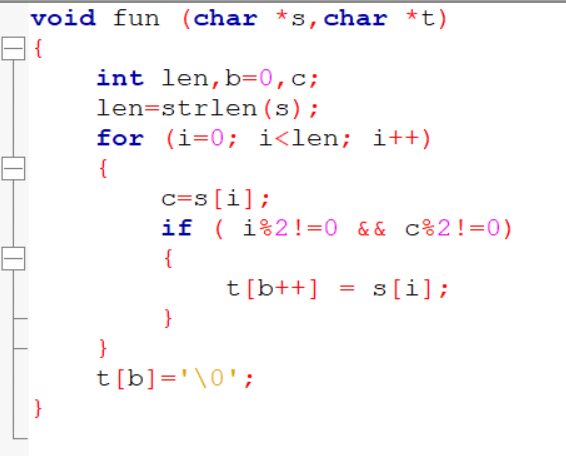 void fun (char *s,char *t)
{
    int len,b=0,c;
    len=strlen(s);
    for (i=0; i<len; i++)
    {
        c=s[i];
        if ( i%2!=0 && c%2!=0)
        {
            t[b++] = s[i];
        }
    }
    t[b]='\0';
}